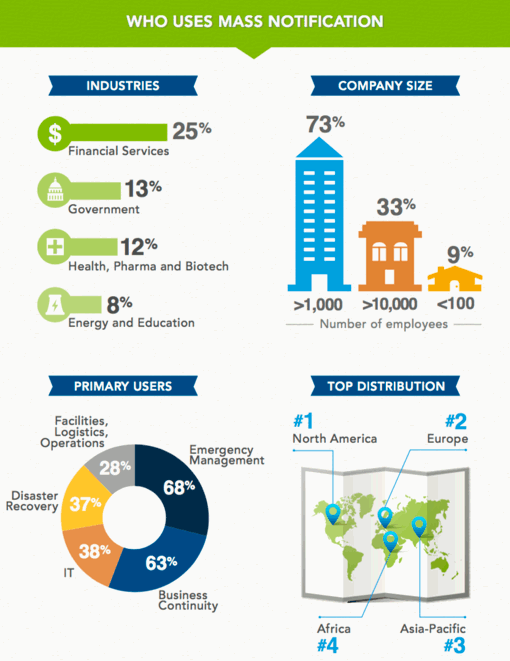 WHO USES MASS NOTIFICATION
INDUSTRIES
$
25%
Financial Services
13%
Government
12%
Health, Pharma and Biotech
8%
Energy and Education
COMPANY SIZE
73%
33%
9%
>1,000 >10,000 <100
Number of employees
PRIMARY USERS
Facilities,
Logistics,
Operations
28%
Emergency
Management
68%
Disaster
Recovery
37%
38%
IT
63%
Business
Continuity
TOP DISTRIBUTION
#1
North America
#2
Europe
Africa
#4
Asia-Pacific
#3